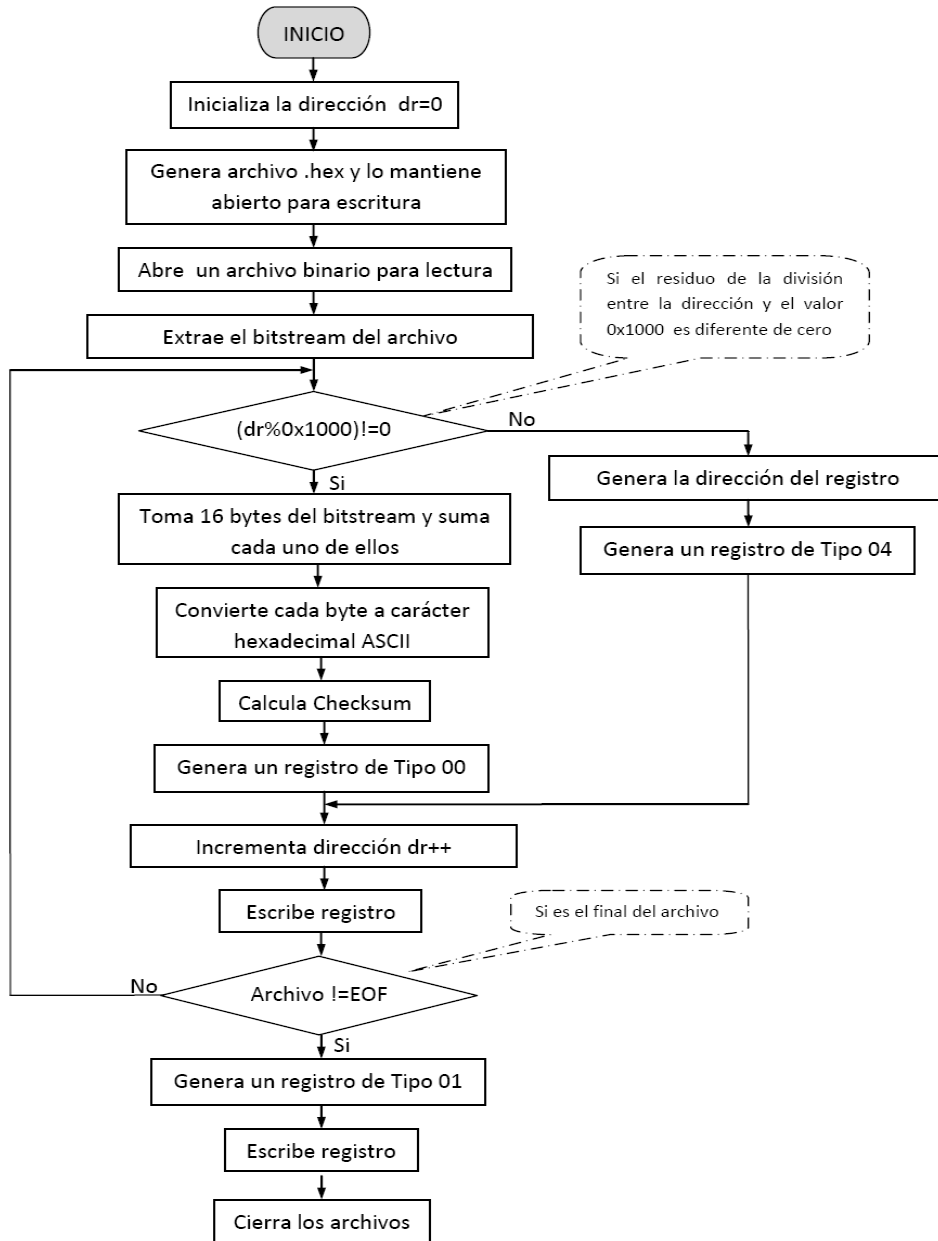 INICIO
Inicializa la dirección dr=0
Genera archivo .hex y lo mantiene
abierto para escritura
Abre un archivo binario para lectura
Si el residuo de la división
entre la dirección y el valor
0x1000 es diferente de cero
Extrae el bitstream del archivo
(dr%0x1000)!=0
No
Si
Genera la dirección del registro
Toma 16 bytes del bitstream y suma
cada uno de ellos
Genera un registro de Tipo 04
Convierte cada byte a carácter
hexadecimal ASCII
Calcula Checksum
Genera un registro de Tipo 00
Incrementa dirección dr++
Escribe registro
Si es el final del archivo
Archivo !=EOF
No
Si
Genera un registro de Tipo 01
Escribe registro
Cierra los archivos